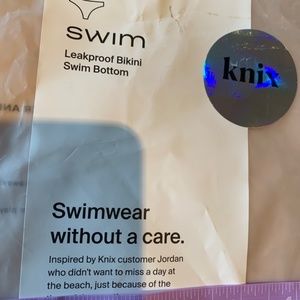 swim
Leakproof Bikini
Swim Bottom
knix
Swimwear
without a care.
Inspired by Knix customer Jordan
who didn't want to miss a day at
the beach, just because of the